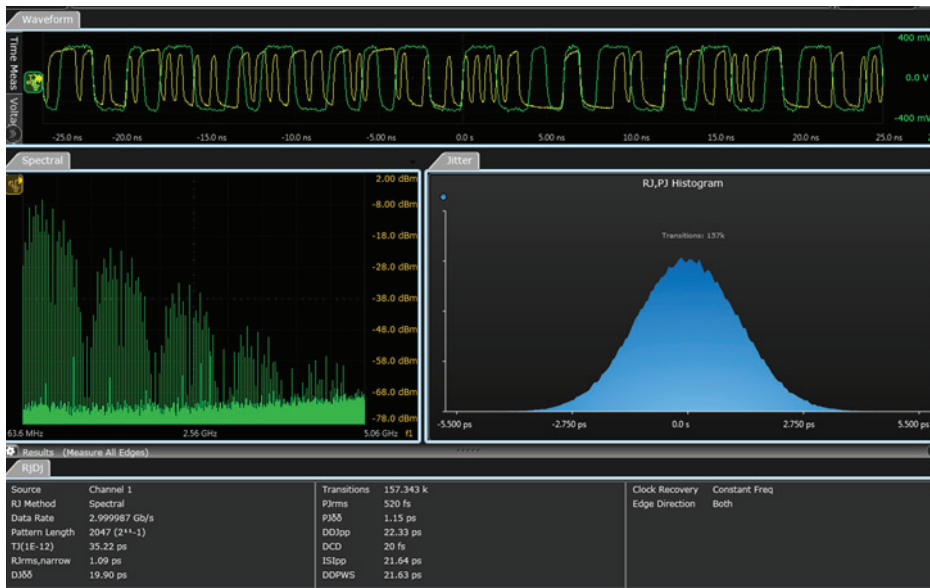 Waveform
Time Meas
400 mV
0.0 V
-400 mV
-25.0 ns -20.0 ns -15.0 ns -10.0 ns -5.00 ns 0.0 s 5.00 ns 10.0 ns 15.0 ns 20.0 ns 25.0 ns
Spectral
2.00 dBm
-8.00 dBm
-18.0 dBm
-28.0 dBm
-38.0 dBm
-48.0 dBm
-58.0 dBm
-68.0 dBm
-78.0 dBm
63.6 MHz 2.56 GHz 5.06 GHz f1
Jitter
RJ,PJ Histogram
Transitions: 157k
-5.500 ps -2.750 ps 0.0 s 2.750 ps 5.500 ps
Results (Measure All Edges)
RjDj
Source Channel 1 Transitions 157.343 k Clock Recovery Constant Freq
RJ Method Spectral PJrms 520 fs Edge Direction Both
Data Rate 2.999987 Gb/s PJδδ 1.15 ps
Pattern Length 2047 (2¹¹-1) DDJpp 22.33 ps
TJ(1E-12) 35.22 ps DCD 20 fs
RJrms,narrow 1.09 ps ISIpp 21.64 ps
DJδδ 19.90 ps DDPWS 21.63 ps